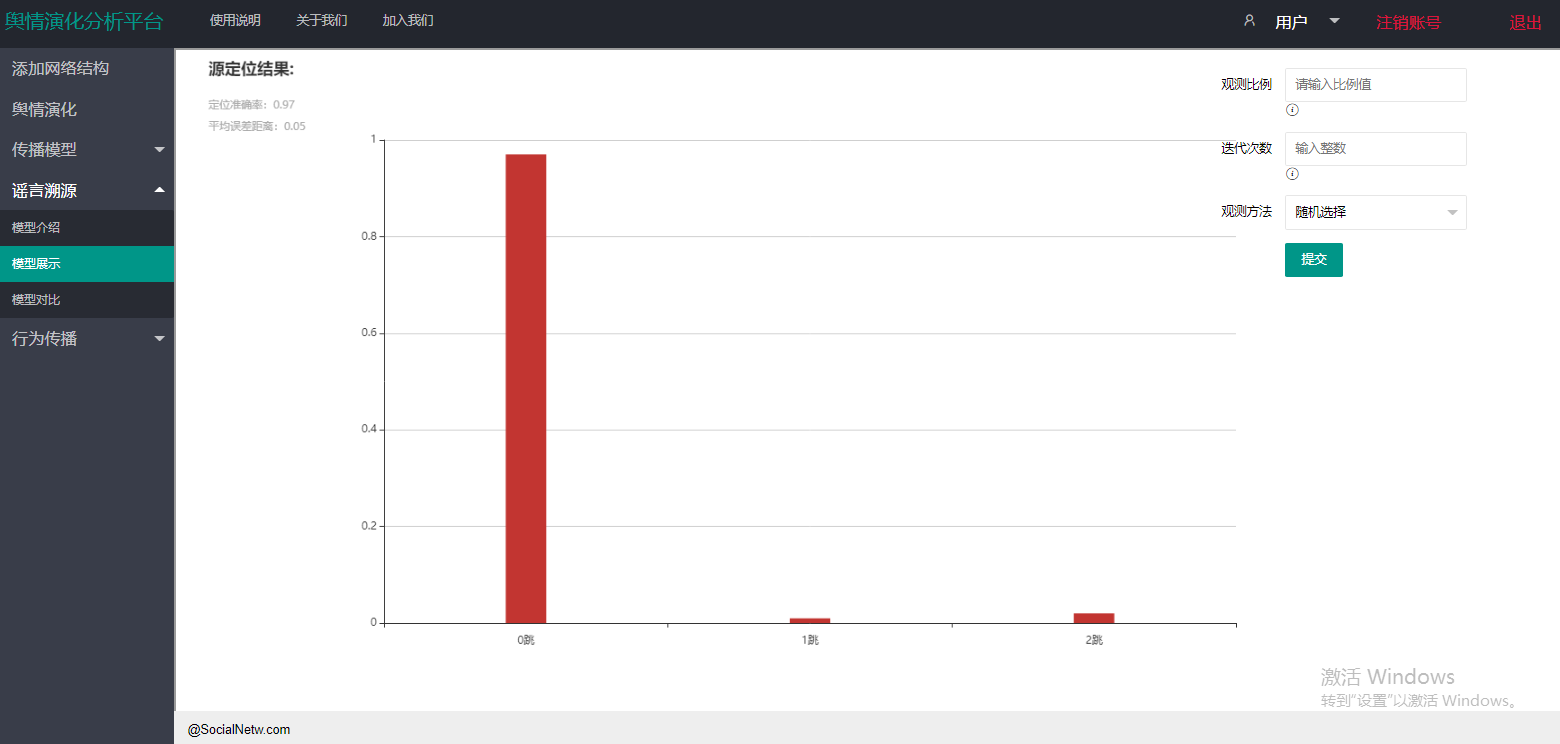 舆情演化分析平台
使用说明
关于我们
加入我们
用户
注销账号
退出
添加网络结构
舆情演化
传播模型
谣言溯源
模型介绍
模型展示
模型对比
行为传播
源定位结果:
定位准确率：0.97
平均误差距离：0.05
1
0.8
0.6
0.4
0.2
0
0跳
1跳
2跳
观测比例
请输入比例值
迭代次数
输入整数
观测方法
随机选择
提交
激活 Windows
转到“设置”以激活 Windows。
@SocialNetw.com